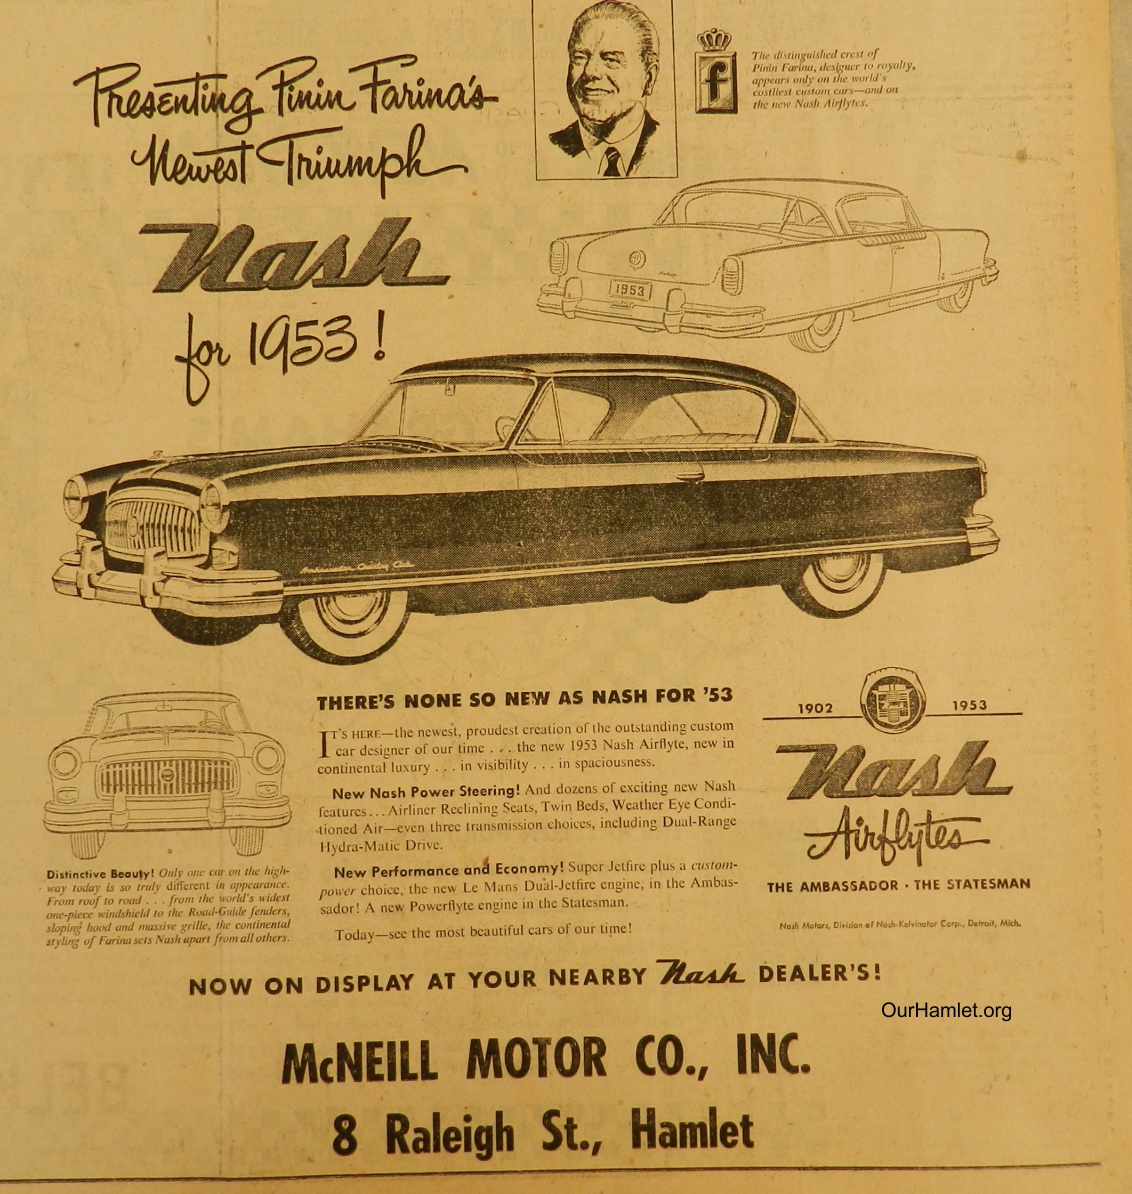 Presenting Pinin Farina's
Newest Triumph
Nash
for 1953!
f
The distinguished crest of
Pinin Farina, designer to royalty,
appears only on the world's
costliest custom cars—and on
the new Nash Airflytes.
1953
Ambassador Country Club
THERE'S NONE SO NEW AS NASH FOR '53
IT'S HERE—the newest, proudest creation of the outstanding custom
car designer of our time . . . the new 1953 Nash Airflyte, new in
continental luxury . . . in visibility . . . in spaciousness.
New Nash Power Steering! And dozens of exciting new Nash
features . . . Airliner Reclining Seats, Twin Beds, Weather Eye Condi-
tioned Air—even three transmission choices, including Dual-Range
Hydra-Matic Drive.
New Performance and Economy! Super Jetfire plus a custom-
power choice, the new Le Mans Dual-Jetfire engine, in the Ambas-
sador! A new Powerflyte engine in the Statesman.
Today—see the most beautiful cars of our time!
Distinctive Beauty! Only one car on the high-
way today is so truly different in appearance.
From roof to road . . . from the world's widest
one-piece windshield to the Road-Guide fenders,
sloping hood and massive grille, the continental
styling of Farina sets Nash apart from all others.
1902 1953
Nash
Airflytes
THE AMBASSADOR · THE STATESMAN
Nash Motors, Division of Nash-Kelvinator Corp., Detroit, Mich.
NOW ON DISPLAY AT YOUR NEARBY Nash DEALER'S!
OurHamlet.org
McNEILL MOTOR CO., INC.
8 Raleigh St., Hamlet